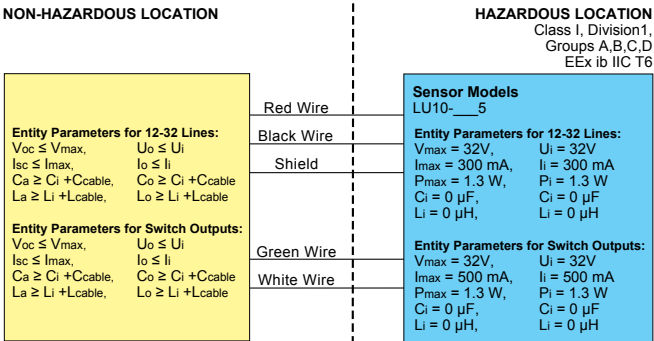 NON-HAZARDOUS LOCATION
HAZARDOUS LOCATION
Class I, Division1,
Groups A,B,C,D
EEx ib IIC T6
Entity Parameters for 12-32 Lines:
Voc ≤ Vmax, Uo ≤ Ui
Isc ≤ Imax, Io ≤ Ii
Ca ≥ Ci +Ccable, Co ≥ Ci +Ccable
La ≥ Li +Lcable, Lo ≥ Li +Lcable
Entity Parameters for Switch Outputs:
Voc ≤ Vmax, Uo ≤ Ui
Isc ≤ Imax, Io ≤ Ii
Ca ≥ Ci +Ccable, Co ≥ Ci +Ccable
La ≥ Li +Lcable, Lo ≥ Li +Lcable
Red Wire
Black Wire
Shield
Green Wire
White Wire
Sensor Models
LU10-___5
Entity Parameters for 12-32 Lines:
Vmax = 32V, Ui = 32V
Imax = 300 mA, Ii = 300 mA
Pmax = 1.3 W, Pi = 1.3 W
Ci = 0 µF, Ci = 0 µF
Li = 0 µH, Li = 0 µH
Entity Parameters for Switch Outputs:
Vmax = 32V, Ui = 32V
Imax = 500 mA, Ii = 500 mA
Pmax = 1.3 W, Pi = 1.3 W
Ci = 0 µF, Ci = 0 µF
Li = 0 µH, Li = 0 µH